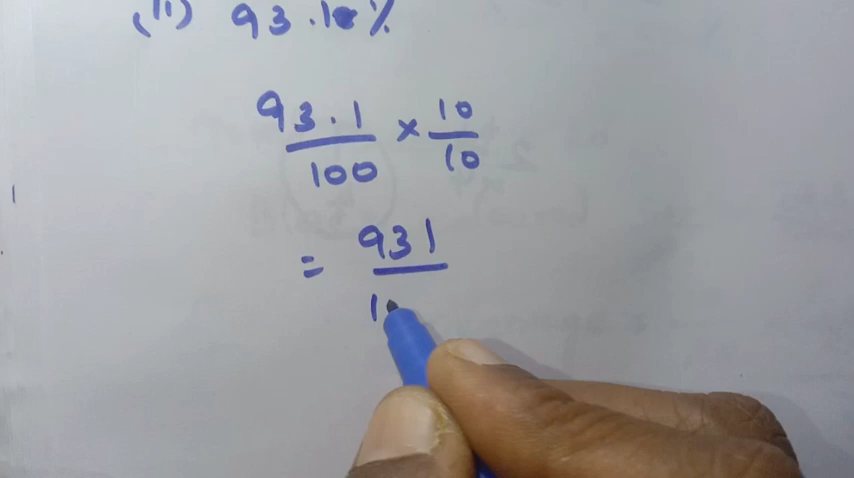 (ii) 93.1%
93.1/100 × 10/10
= 931/1